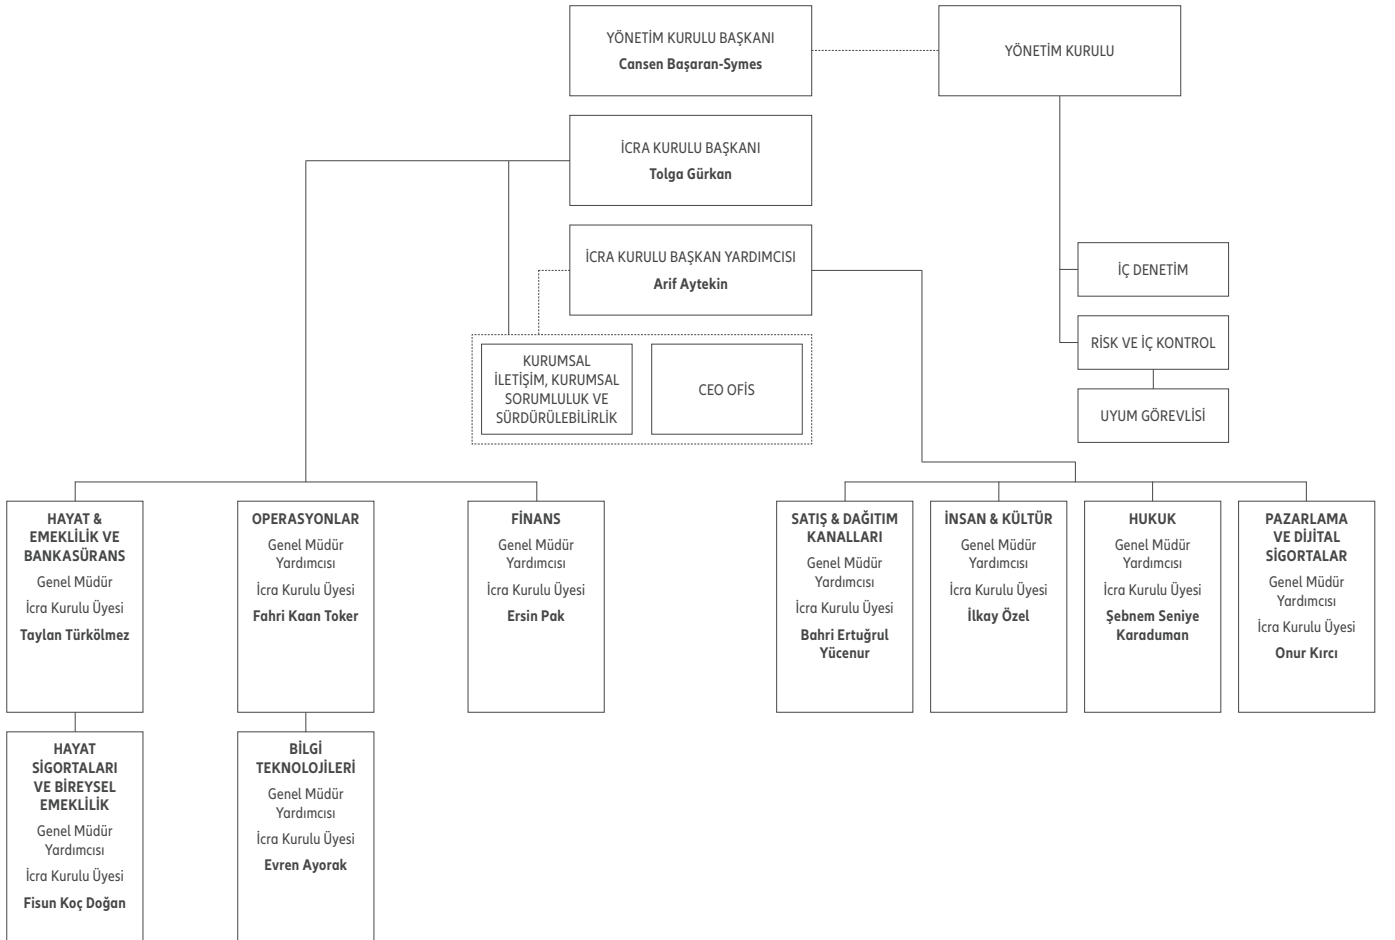 YÖNETİM KURULU BAŞKANI
Cansen Başaran-Symes
YÖNETİM KURULU
İCRA KURULU BAŞKANI
Tolga Gürkan
İCRA KURULU BAŞKAN YARDIMCISI
Arif Aytekin
İÇ DENETİM
RİSK VE İÇ KONTROL
UYUM GÖREVLİSİ
KURUMSAL
İLETİŞİM, KURUMSAL
SORUMLULUK VE
SÜRDÜRÜLEBİLİRLİK
CEO OFİS
HAYAT &
EMEKLİLİK VE
BANKASÜRANS
Genel Müdür
İcra Kurulu Üyesi
Taylan Türkölmez
OPERASYONLAR
Genel Müdür
Yardımcısı
İcra Kurulu Üyesi
Fahri Kaan Toker
FİNANS
Genel Müdür
Yardımcısı
İcra Kurulu Üyesi
Ersin Pak
SATIŞ & DAĞITIM
KANALLARI
Genel Müdür
Yardımcısı
İcra Kurulu Üyesi
Bahri Ertuğrul
Yücenur
İNSAN & KÜLTÜR
Genel Müdür
Yardımcısı
İcra Kurulu Üyesi
İlkay Özel
HUKUK
Genel Müdür
Yardımcısı
İcra Kurulu Üyesi
Şebnem Seniye
Karaduman
PAZARLAMA
VE DİJİTAL
SİGORTALAR
Genel Müdür
Yardımcısı
İcra Kurulu Üyesi
Onur Kırcı
HAYAT
SİGORTALARI
VE BİREYSEL
EMEKLİLİK
Genel Müdür
Yardımcısı
İcra Kurulu Üyesi
Fisun Koç Doğan
BİLGİ
TEKNOLOJİLERİ
Genel Müdür
Yardımcısı
İcra Kurulu Üyesi
Evren Ayorak